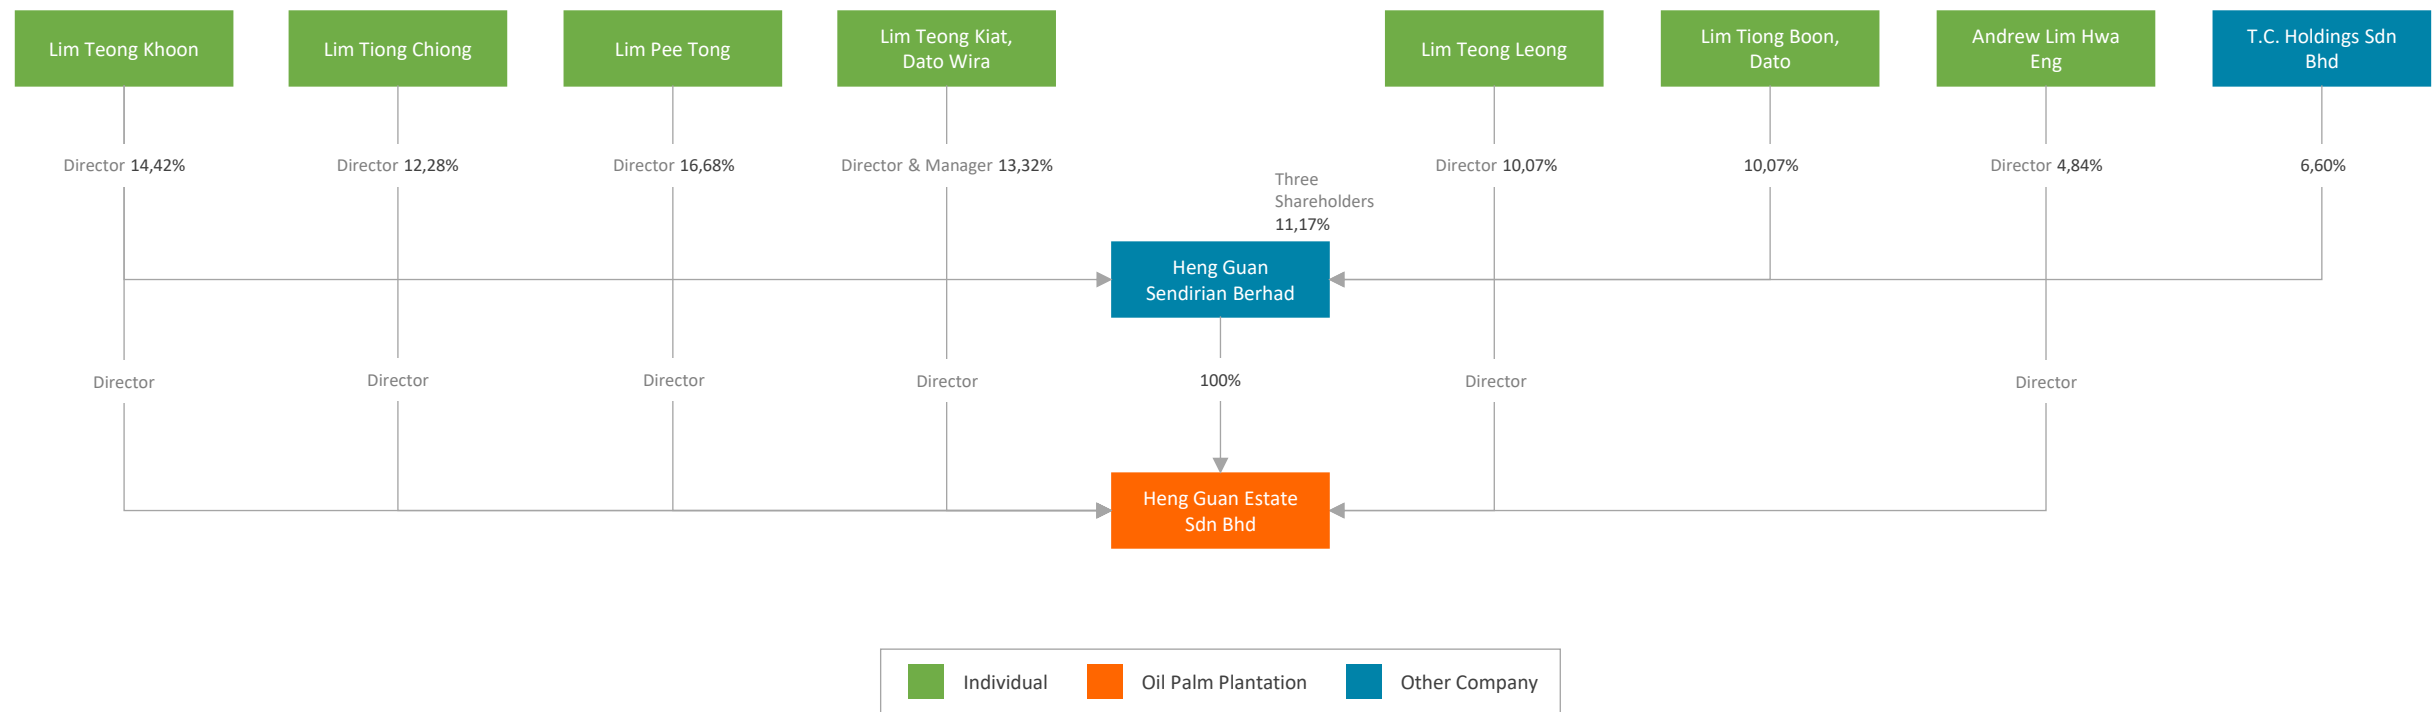 Lim Teong Khoon
Lim Tiong Chiong
Lim Pee Tong
Lim Teong Kiat,
Dato Wira
Lim Teong Leong
Lim Tiong Boon,
Dato
Andrew Lim Hwa
Eng
T.C. Holdings Sdn
Bhd
Director 14,42%
Director 12,28%
Director 16,68%
Director & Manager 13,32%
Three
Shareholders
11,17%
Director 10,07%
10,07%
Director 4,84%
6,60%
Heng Guan
Sendirian Berhad
Director
Director
Director
Director
100%
Director
Director
Heng Guan Estate
Sdn Bhd
Individual
Oil Palm Plantation
Other Company